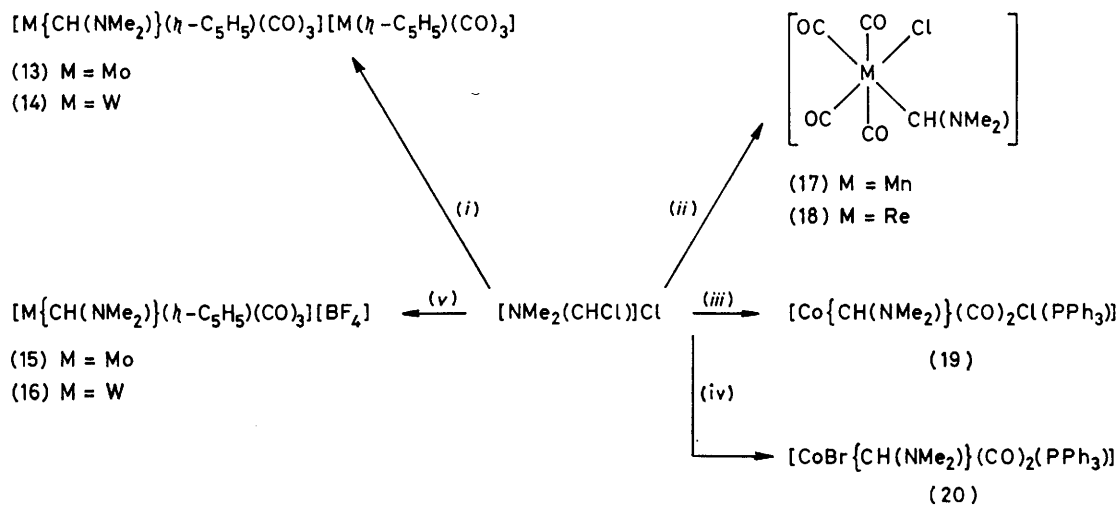 [M{CH(NMe₂)}(η-C₅H₅)(CO)₃][M(η-C₅H₅)(CO)₃]
(13) M = Mo
(14) M = W
OC CO Cl
M
OC CO CH(NMe₂)
(17) M = Mn
(18) M = Re
(i) (ii)
[M{CH(NMe₂)}(η-C₅H₅)(CO)₃][BF₄] (v) [NMe₂(CHCl)]Cl (iii) [Co{CH(NMe₂)}(CO)₂Cl(PPh₃)]
(15) M = Mo
(16) M = W
(19)
(iv)
[CoBr{CH(NMe₂)}(CO)₂(PPh₃)]
(20)